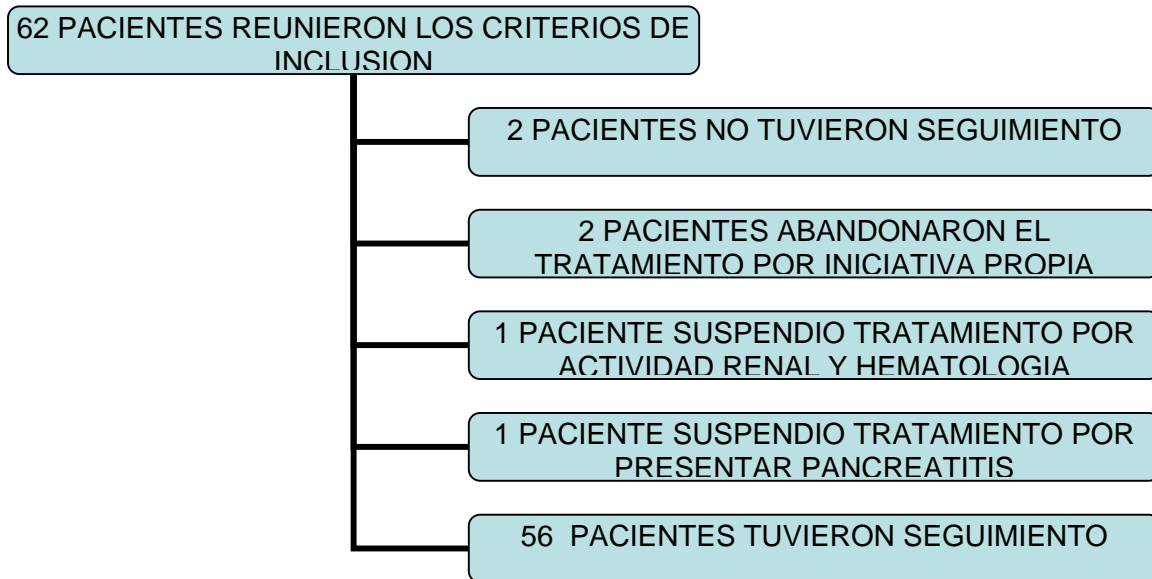 62 PACIENTES REUNIERON LOS CRITERIOS DE
INCLUSION
2 PACIENTES NO TUVIERON SEGUIMIENTO
2 PACIENTES ABANDONARON EL
TRATAMIENTO POR INICIATIVA PROPIA
1 PACIENTE SUSPENDIO TRATAMIENTO POR
ACTIVIDAD RENAL Y HEMATOLOGIA
1 PACIENTE SUSPENDIO TRATAMIENTO POR
PRESENTAR PANCREATITIS
56 PACIENTES TUVIERON SEGUIMIENTO